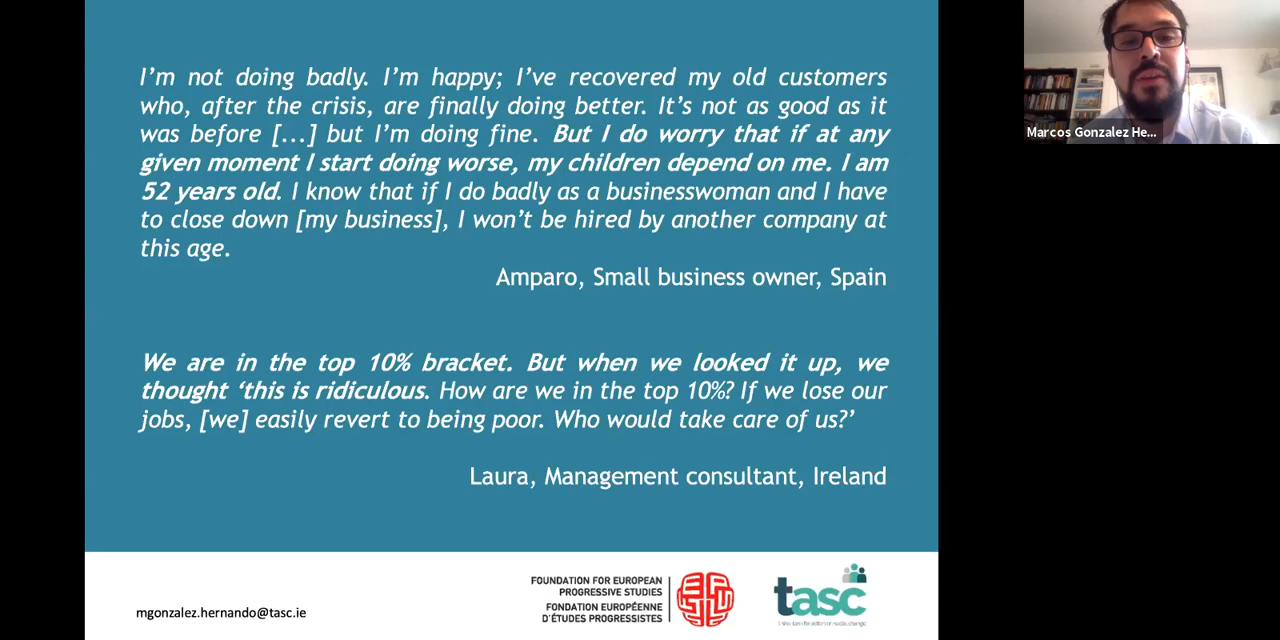 I'm not doing badly. I'm happy; I've recovered my old customers
who, after the crisis, are finally doing better. It's not as good as it
was before [...] but I'm doing fine. But I do worry that if at any
given moment I start doing worse, my children depend on me. I am
52 years old. I know that if I do badly as a businesswoman and I have
to close down [my business], I won't be hired by another company at
this age.
Amparo, Small business owner, Spain
We are in the top 10% bracket. But when we looked it up, we
thought ‘this is ridiculous. How are we in the top 10%? If we lose our
jobs, [we] easily revert to being poor. Who would take care of us?’
Laura, Management consultant, Ireland
mgonzalez.hernando@tasc.ie
FOUNDATION FOR EUROPEAN
PROGRESSIVE STUDIES
FONDATION EUROPÉENNE
D'ÉTUDES PROGRESSISTES
tasc
Marcos Gonzalez He...